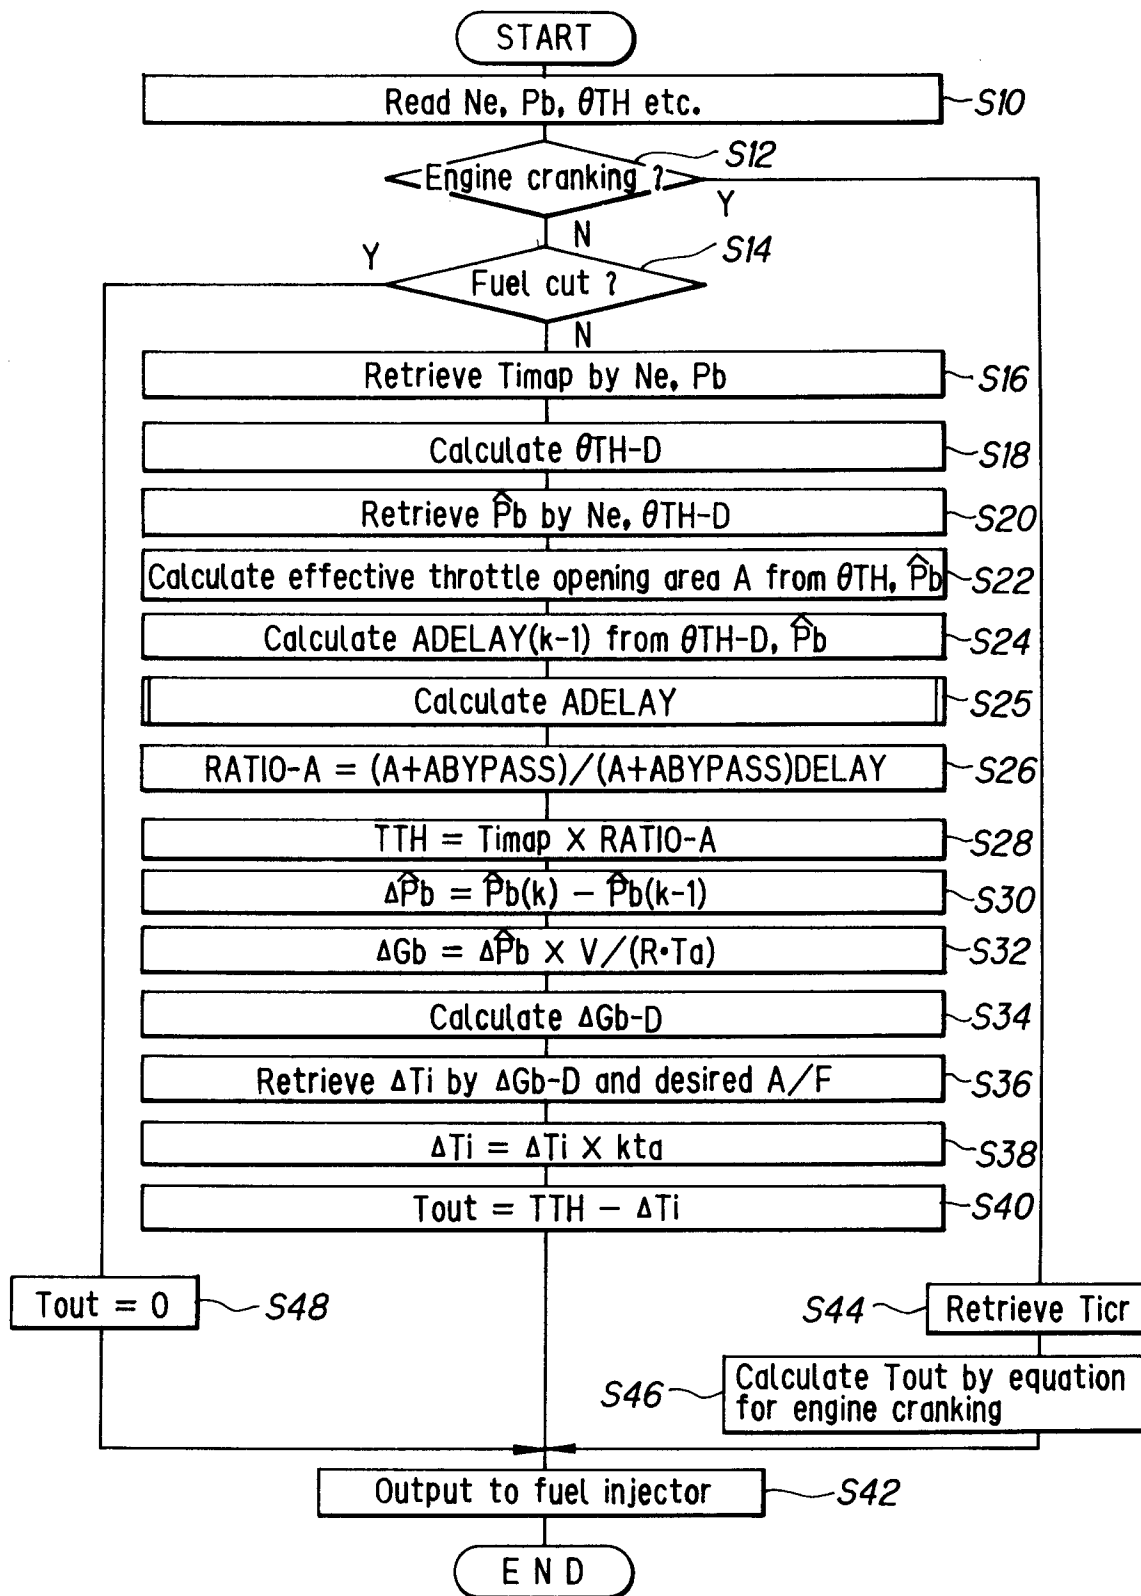 START
Read Ne, Pb, θTH etc.
S10
Engine cranking ?
S12
Y
N
Fuel cut ?
S14
Y
N
Retrieve Timap by Ne, Pb
S16
Calculate θTH-D
S18
Retrieve P̂b by Ne, θTH-D
S20
Calculate effective throttle opening area A from θTH, P̂b
S22
Calculate ADELAY(k-1) from θTH-D, P̂b
S24
Calculate ADELAY
S25
RATIO-A = (A+ABYPASS)/(A+ABYPASS)DELAY
S26
TTH = Timap × RATIO-A
S28
ΔP̂b = P̂b(k) – P̂b(k-1)
S30
ΔGb = ΔP̂b × V/(R·Ta)
S32
Calculate ΔGb-D
S34
Retrieve ΔTi by ΔGb-D and desired A/F
S36
ΔTi = ΔTi × kta
S38
Tout = TTH – ΔTi
S40
Tout = 0
S48
S44
Retrieve Ticr
S46
Calculate Tout by equation
for engine cranking
Output to fuel injector
S42
END